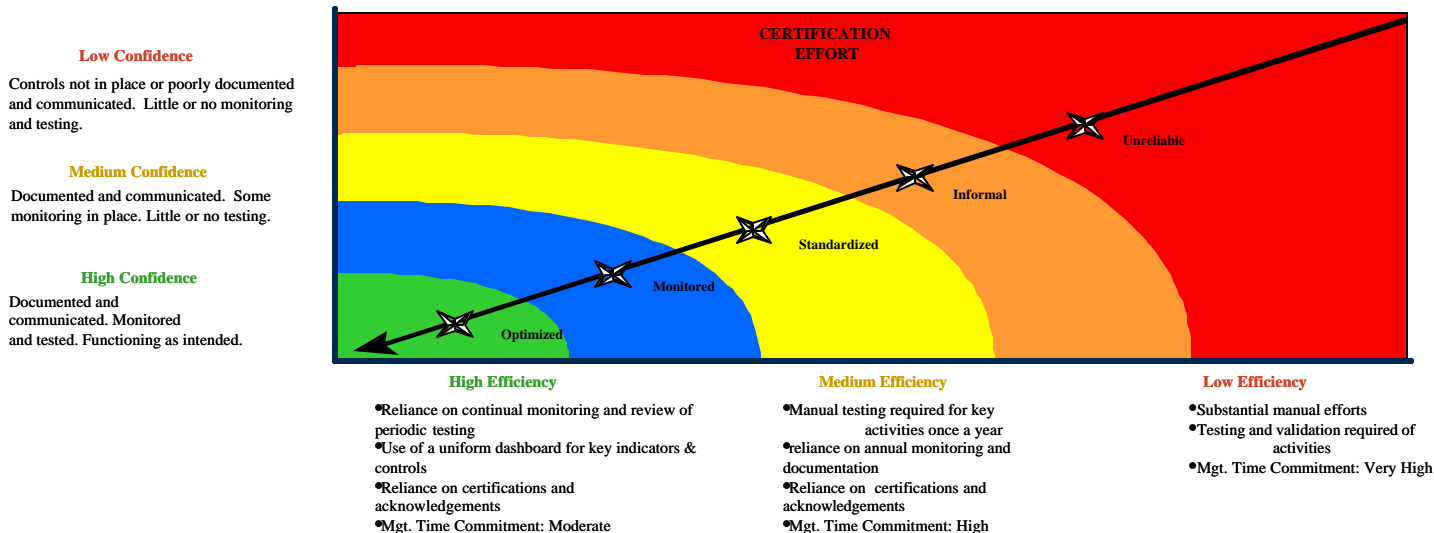 CERTIFICATION
EFFORT
Low Confidence
Controls not in place or poorly documented
and communicated.  Little or no monitoring
and testing.
Medium Confidence
Documented and communicated.  Some
monitoring in place. Little or no testing.
High Confidence
Documented and
communicated. Monitored
and tested. Functioning as intended.
Unreliable
Informal
Standardized
Monitored
Optimized
High Efficiency
•Reliance on continual monitoring and review of
periodic testing
•Use of a uniform dashboard for key indicators &
controls
•Reliance on certifications and
acknowledgements
•Mgt. Time Commitment: Moderate
Medium Efficiency
•Manual testing required for key
activities once a year
•reliance on annual monitoring and
documentation
•Reliance on  certifications and
acknowledgements
•Mgt. Time Commitment: High
Low Efficiency
•Substantial manual efforts
•Testing and validation required of
activities
•Mgt. Time Commitment: Very High